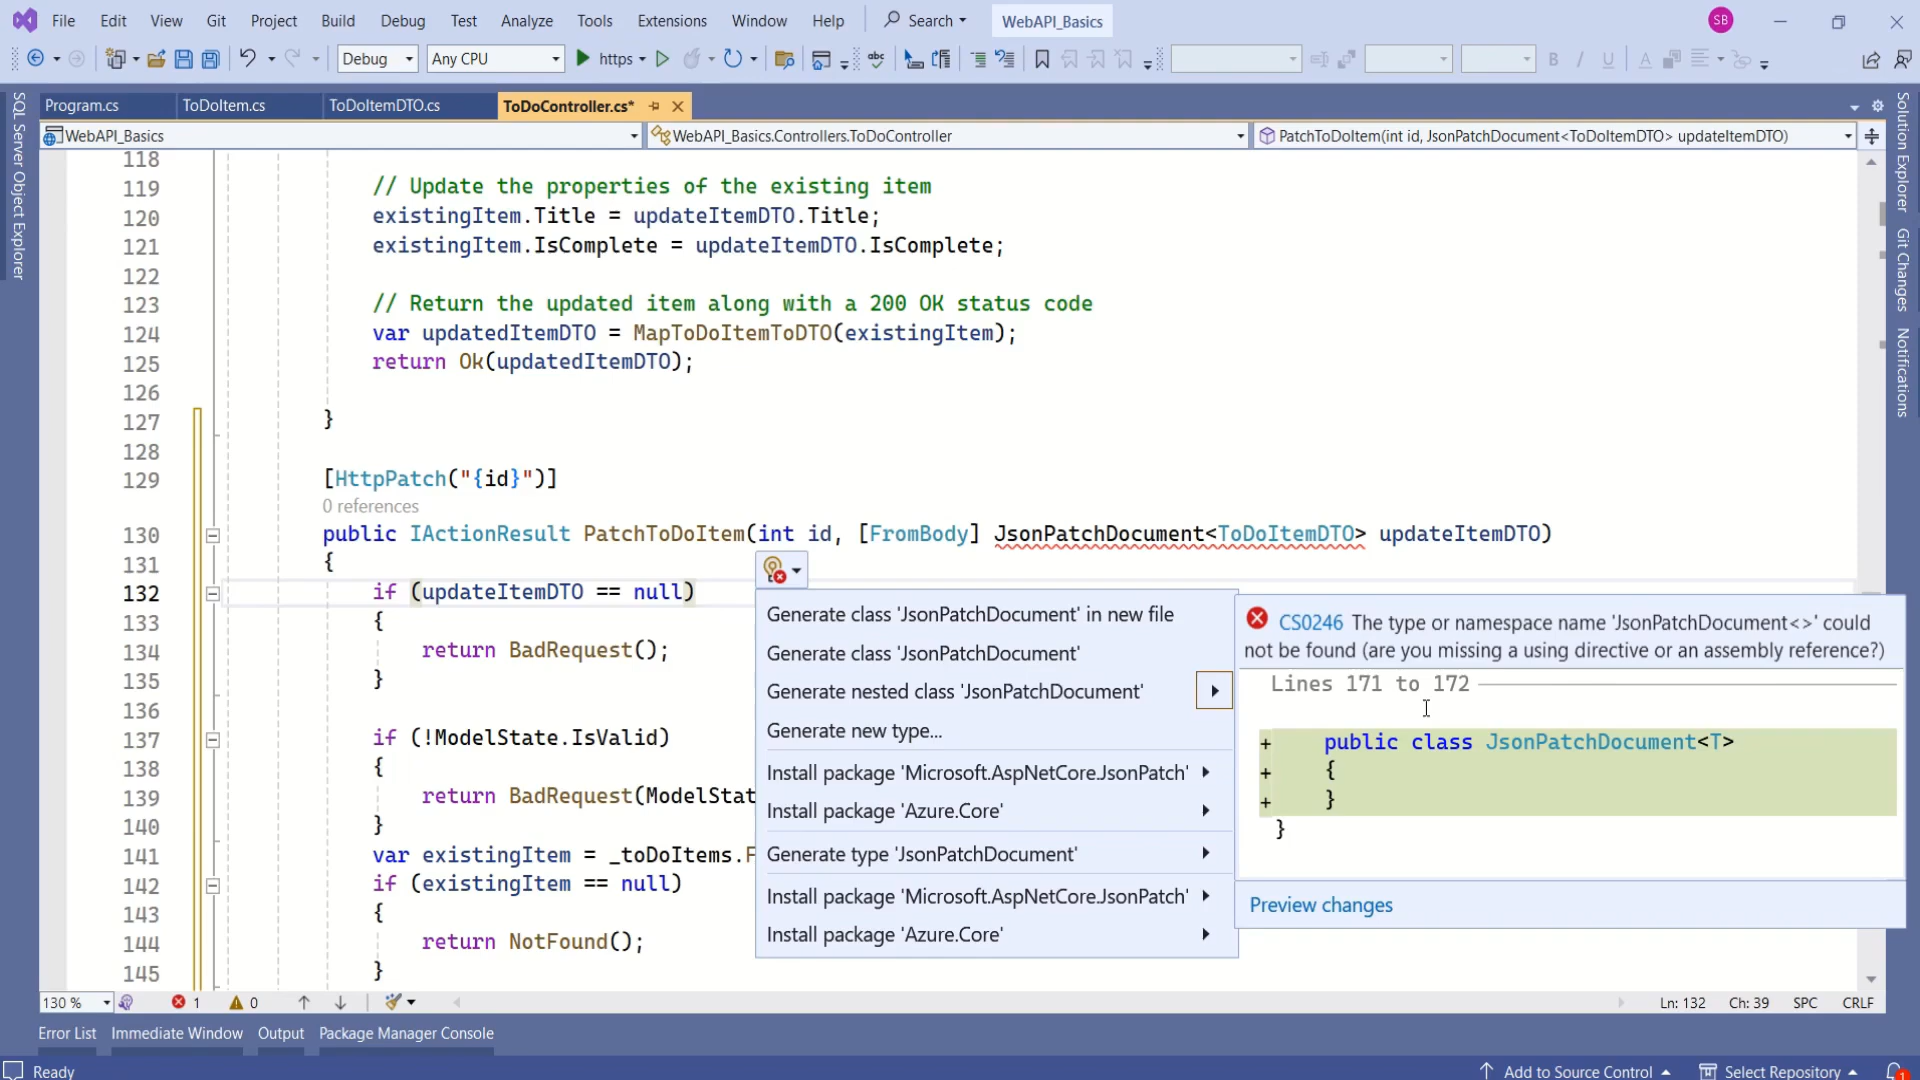 File Edit View Git Project Build Debug Test Analyze Tools Extensions Window Help Search WebAPI_Basics SB
Debug Any CPU https
Program.cs ToDoItem.cs ToDoItemDTO.cs ToDoController.cs*
WebAPI_Basics WebAPI_Basics.Controllers.ToDoController PatchToDoItem(int id, JsonPatchDocument<ToDoItemDTO> updateItemDTO)
SQL Server Object Explorer
Solution Explorer
Git Changes
Notifications
118
119 // Update the properties of the existing item
120 existingItem.Title = updateItemDTO.Title;
121 existingItem.IsComplete = updateItemDTO.IsComplete;
122
123 // Return the updated item along with a 200 OK status code
124 var updatedItemDTO = MapToDoItemToDTO(existingItem);
125 return Ok(updatedItemDTO);
126
127 }
128
129 [HttpPatch("{id}")]
0 references
130 public IActionResult PatchToDoItem(int id, [FromBody] JsonPatchDocument<ToDoItemDTO> updateItemDTO)
131 {
132 if (updateItemDTO == null)
133 {
134 return BadRequest();
135 }
136
137 if (!ModelState.IsValid)
138 {
139 return BadRequest(ModelStat
140 }
141 var existingItem = _toDoItems.F
142 if (existingItem == null)
143 {
144 return NotFound();
145 }
Generate class 'JsonPatchDocument' in new file
Generate class 'JsonPatchDocument'
Generate nested class 'JsonPatchDocument'
Generate new type...
Install package 'Microsoft.AspNetCore.JsonPatch'
Install package 'Azure.Core'
Generate type 'JsonPatchDocument'
Install package 'Microsoft.AspNetCore.JsonPatch'
Install package 'Azure.Core'
CS0246 The type or namespace name 'JsonPatchDocument<>' could
not be found (are you missing a using directive or an assembly reference?)
Lines 171 to 172
+ public class JsonPatchDocument<T>
+ {
+ }
}
Preview changes
130 % 1 0 Ln: 132 Ch: 39 SPC CRLF
Error List Immediate Window Output Package Manager Console
Ready Add to Source Control Select Repository 1